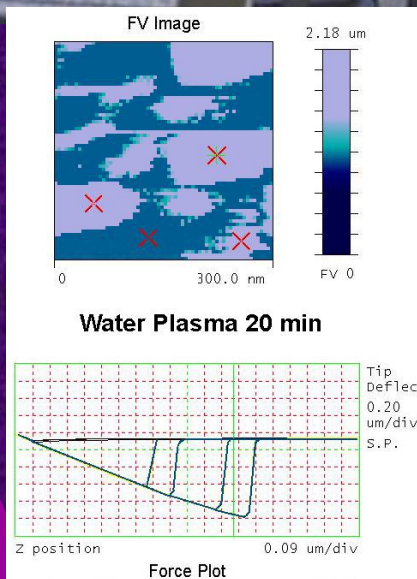 FV Image
2.18 um
0
300.0 nm
FV 0
Water Plasma 20 min
Tip
Deflec
0.20
um/div
S.P.
Z position
0.09 um/div
Force Plot